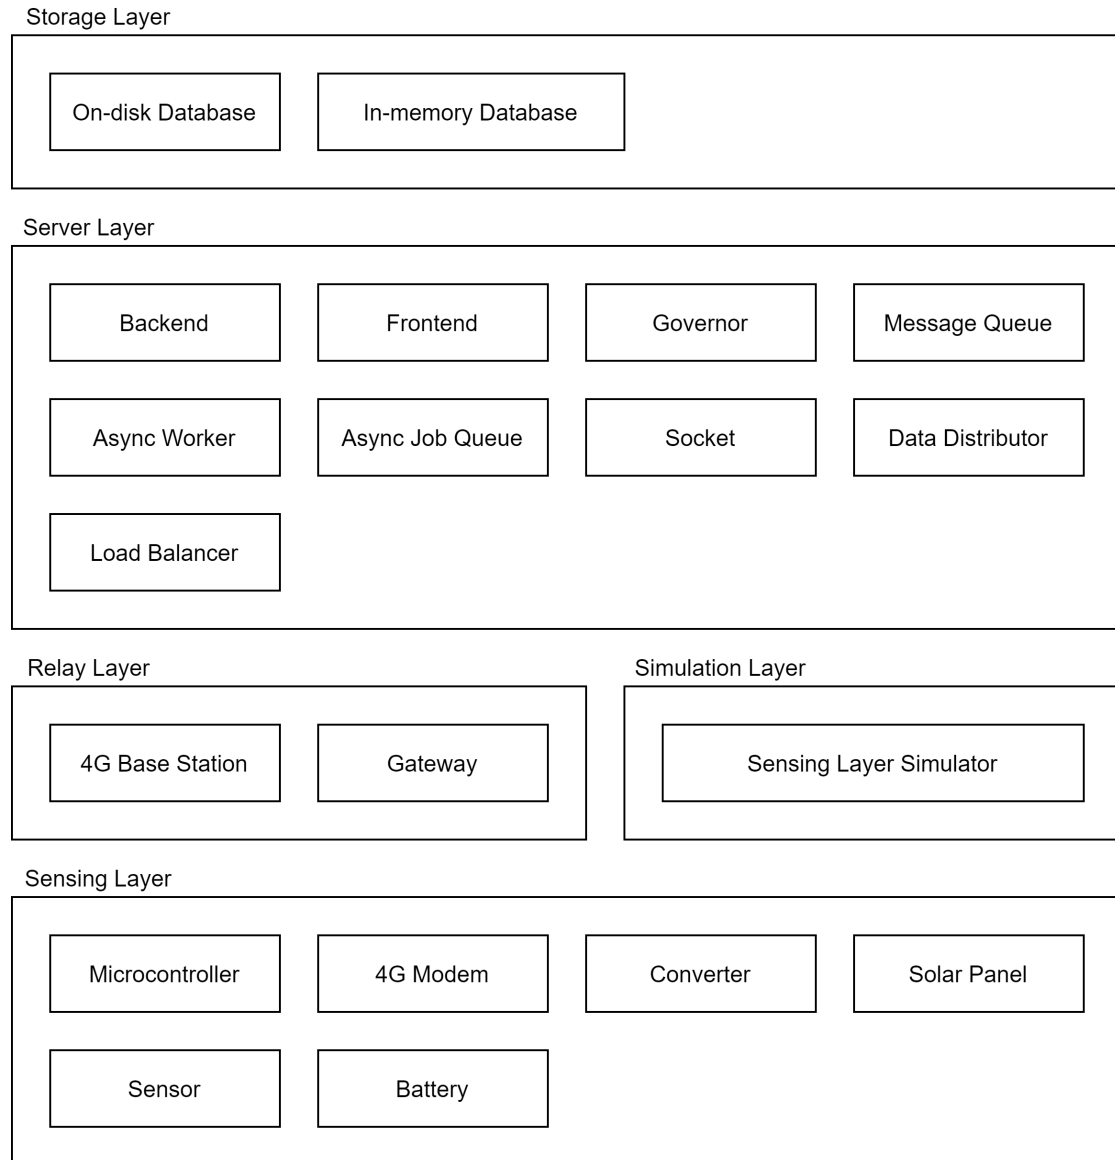 Storage Layer
On-disk Database
In-memory Database
Server Layer
Backend
Frontend
Governor
Message Queue
Async Worker
Async Job Queue
Socket
Data Distributor
Load Balancer
Relay Layer
4G Base Station
Gateway
Simulation Layer
Sensing Layer Simulator
Sensing Layer
Microcontroller
4G Modem
Converter
Solar Panel
Sensor
Battery